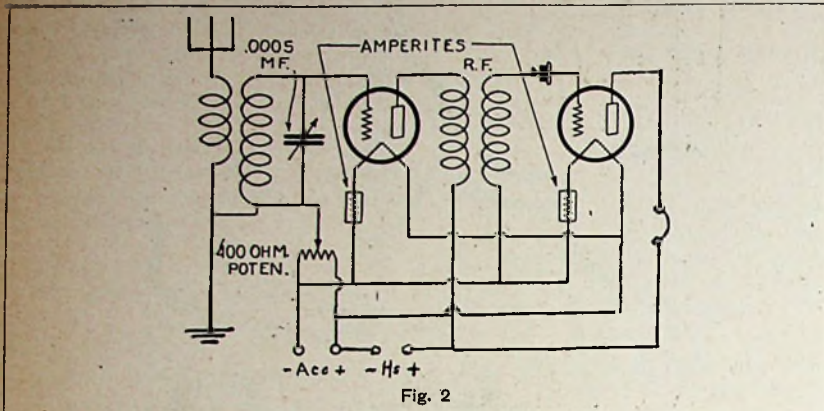 .0005
MF.
AMPERITES
R.F.
400 OHM.
POTEN.
- Acc + - Hs +
Fig. 2